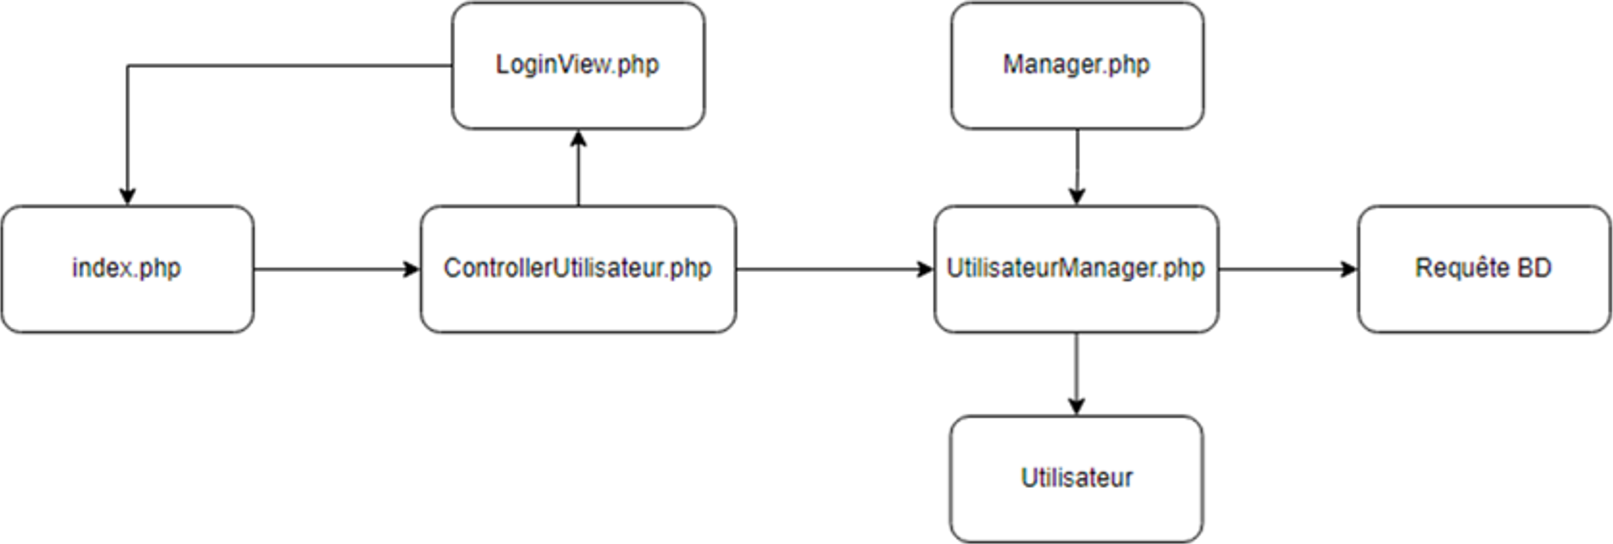 LoginView.php
Manager.php
index.php
ControllerUtilisateur.php
UtilisateurManager.php
Requête BD
Utilisateur